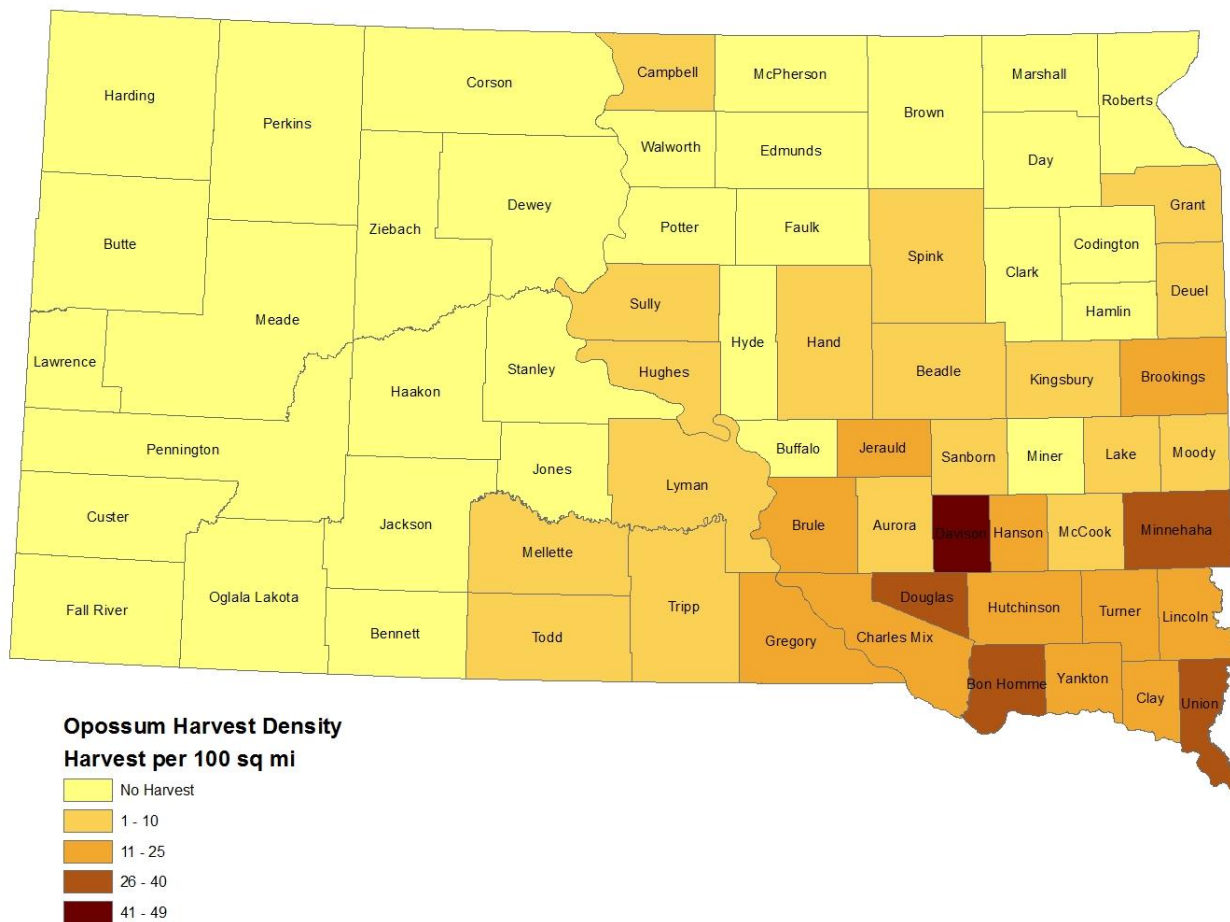 Harding
Perkins
Corson
Campbell
McPherson
Brown
Marshall
Roberts
Walworth
Edmunds
Day
Butte
Ziebach
Dewey
Potter
Faulk
Spink
Clark
Codington
Grant
Hamlin
Deuel
Lawrence
Meade
Haakon
Stanley
Sully
Hughes
Hyde
Hand
Beadle
Kingsbury
Brookings
Pennington
Jones
Lyman
Buffalo
Jerauld
Sanborn
Miner
Lake
Moody
Custer
Jackson
Mellette
Brule
Aurora
Davison
Hanson
McCook
Minnehaha
Fall River
Oglala Lakota
Bennett
Todd
Tripp
Gregory
Charles Mix
Douglas
Hutchinson
Turner
Lincoln
Bon Homme
Yankton
Clay
Union
Opossum Harvest Density
Harvest per 100 sq mi
No Harvest
1 - 10
11 - 25
26 - 40
41 - 49